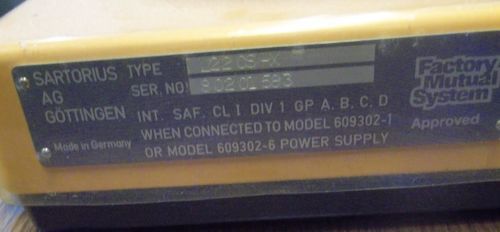 SARTORIUS
AG
GÖTTINGEN
Made in Germany
TYPE
SER. NO.
INT. SAF. CL I DIV 1 GP A, B, C, D
WHEN CONNECTED TO MODEL 609302-1
OR MODEL 609302-6 POWER SUPPLY
Factory
Mutual
System
Approved